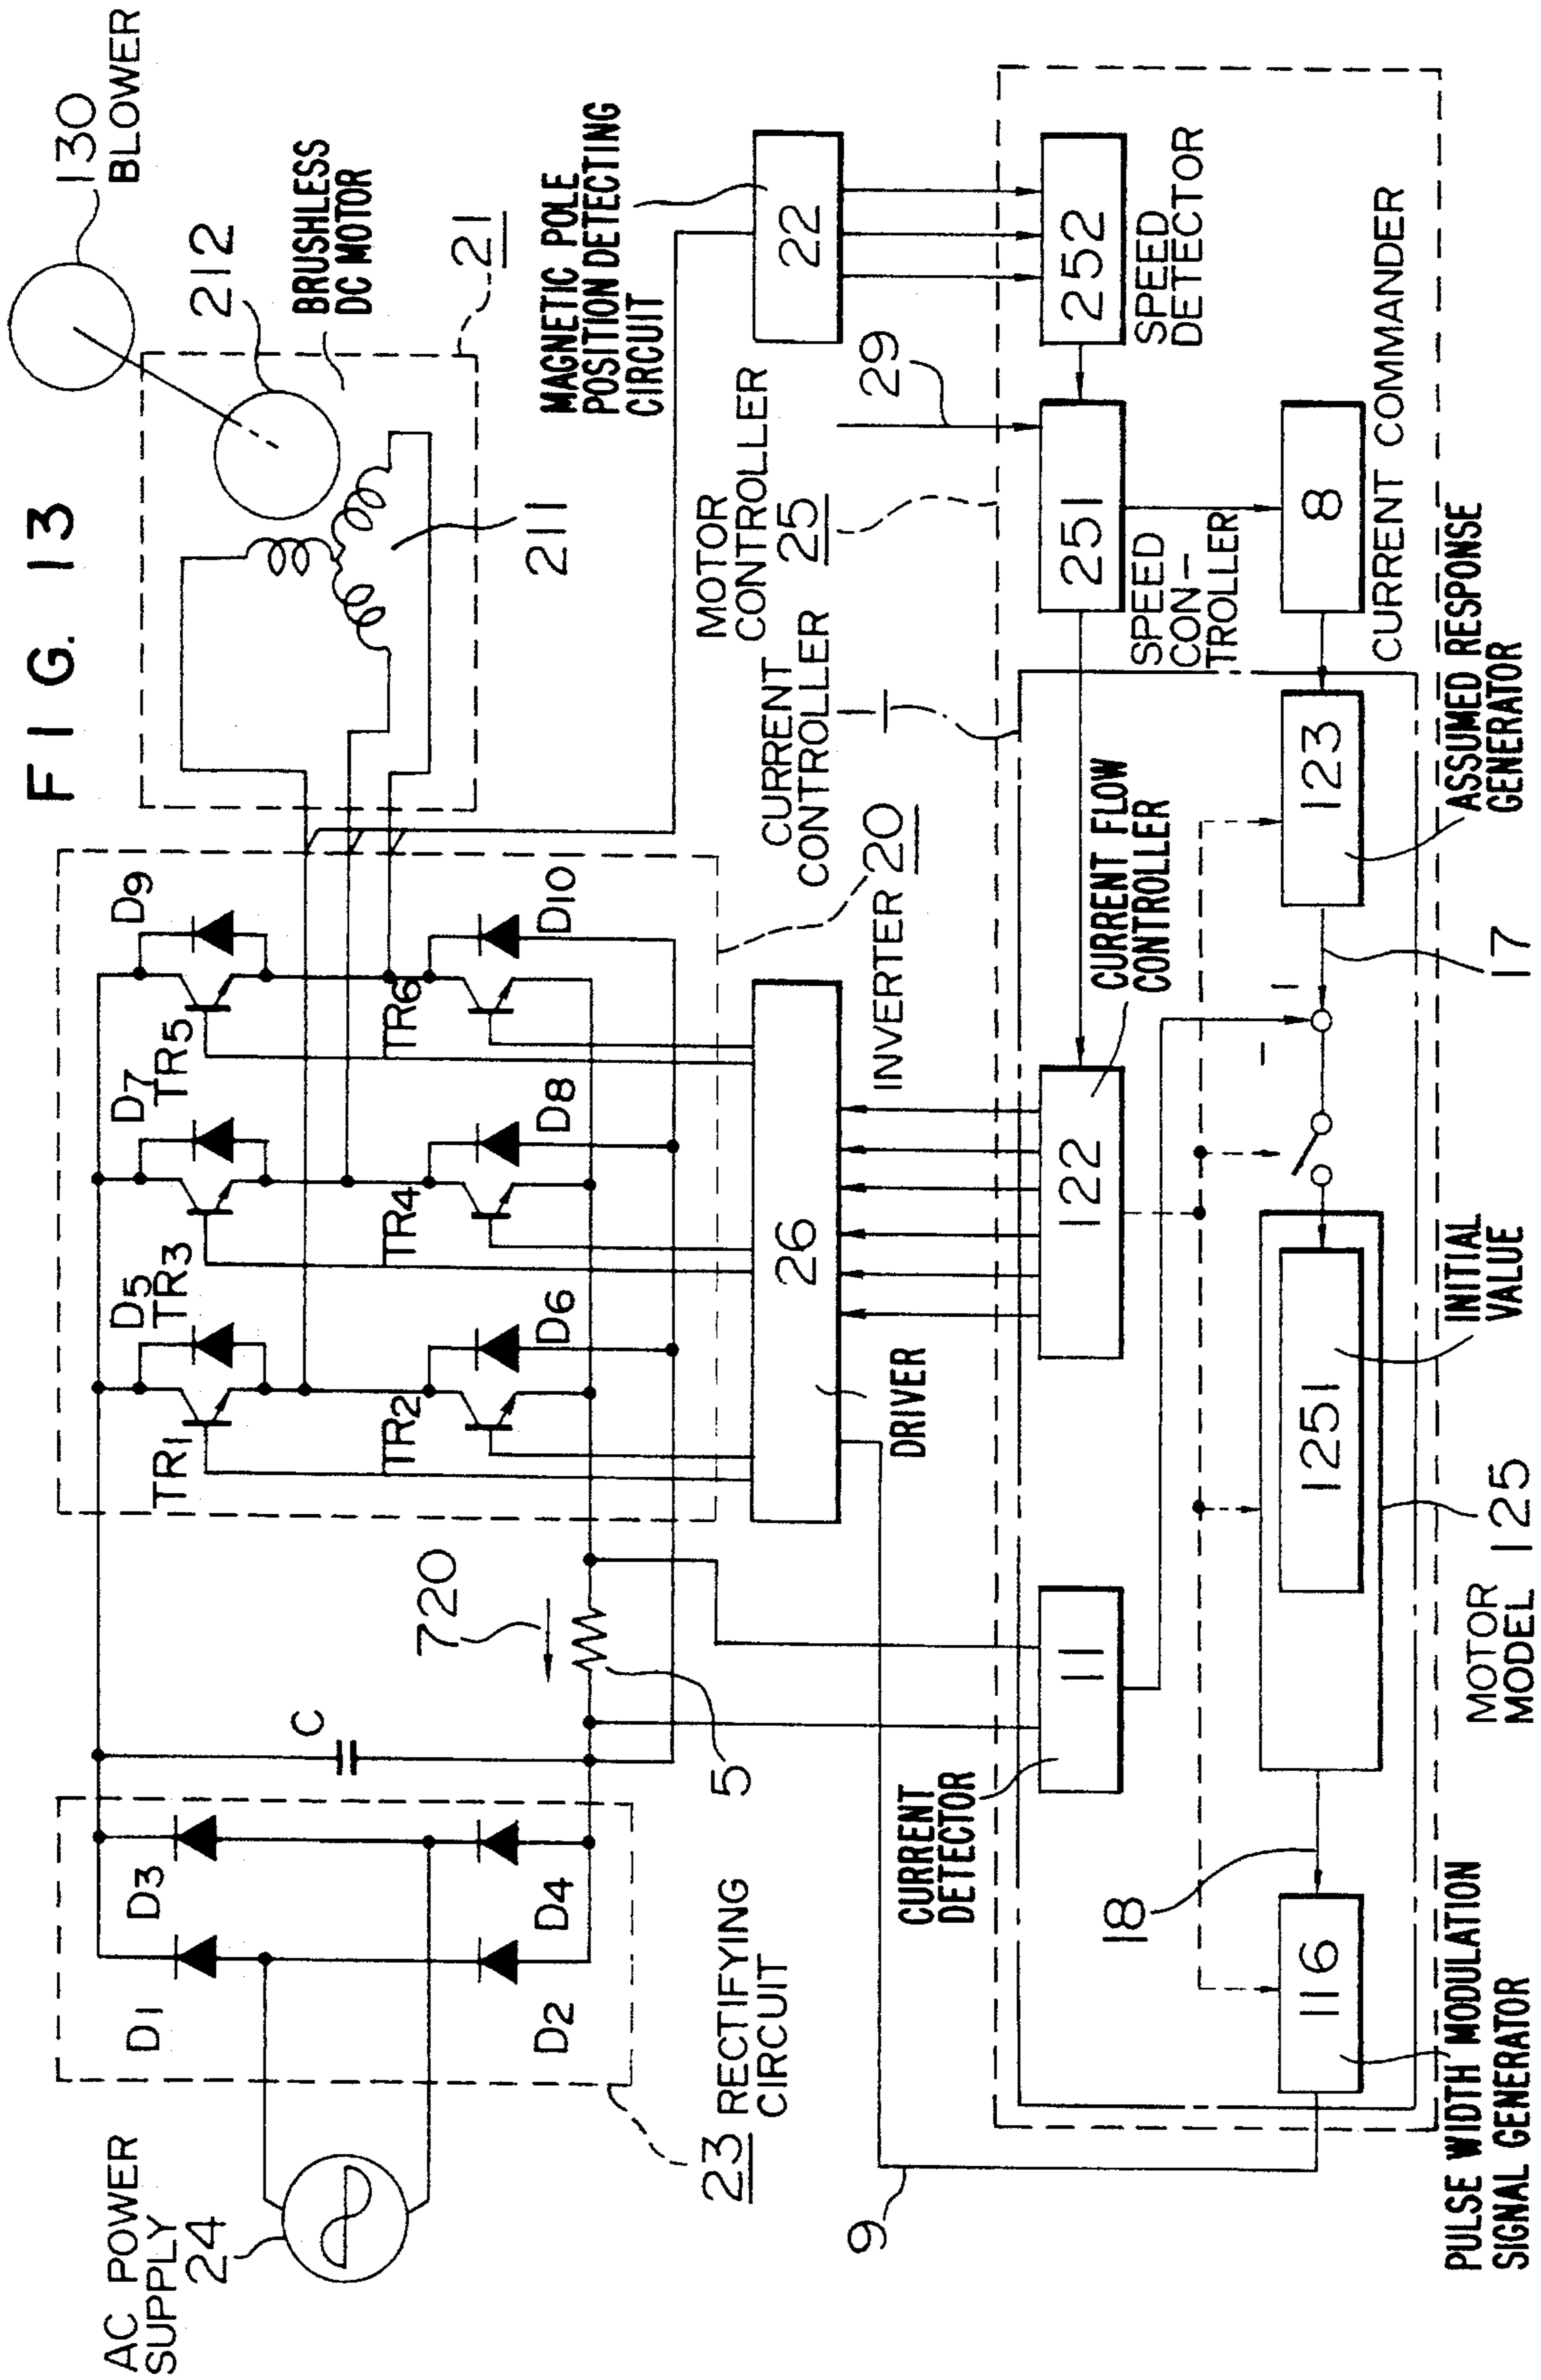 FIG. 13
AC POWER
SUPPLY
24
D1
D3
D2
D4
23 RECTIFYING
CIRCUIT
C
720
5
TR1
D5
TR3
D7
TR5
D9
TR2
D6
TR4
D8
TR6
D10
INVERTER 20
26
DRIVER
130
BLOWER
212
BRUSHLESS
DC MOTOR
21
211
MAGNETIC POLE
POSITION DETECTING
CIRCUIT
22
MOTOR
CONTROLLER
25
29
252
SPEED
DETECTOR
251
SPEED
CON-
TROLLER
8
CURRENT COMMANDER
CURRENT
CONTROLLER
1
CURRENT FLOW
CONTROLLER
122
123
ASSUMED RESPONSE
GENERATOR
17
CURRENT
DETECTOR
11
1251
INITIAL
VALUE
MOTOR
MODEL 125
18
116
PULSE WIDTH MODULATION
SIGNAL GENERATOR
9